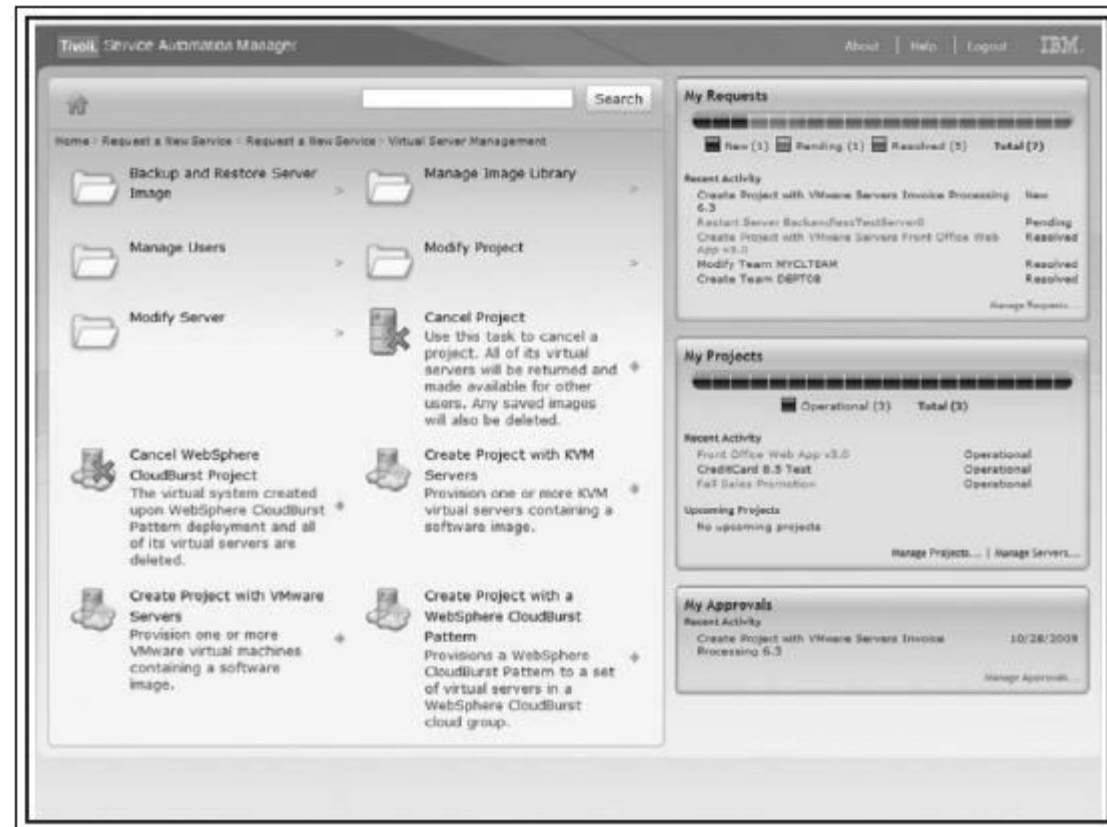 Tivoli. Service Automation Manager
About | Help | Logout IBM.
Search
Home > Request a New Service > Request a New Service > Virtual Server Management
Backup and Restore Server
Image
Manage Image Library
Manage Users
Modify Project
Modify Server
Cancel Project
Use this task to cancel a
project. All of its virtual
servers will be returned and
made available for other
users. Any saved images
will also be deleted.
Cancel WebSphere
CloudBurst Project
The virtual system created
upon WebSphere CloudBurst
Pattern deployment and all
of its virtual servers are
deleted.
Create Project with KVM
Servers
Provision one or more KVM
virtual servers containing a
software image.
Create Project with VMware
Servers
Provision one or more
VMware virtual machines
containing a software
image.
Create Project with a
WebSphere CloudBurst
Pattern
Provisions a WebSphere
CloudBurst Pattern to a set
of virtual servers in a
WebSphere CloudBurst
cloud group.
My Requests
New (1) Pending (1) Resolved (5) Total (7)
Recent Activity
Create Project with VMware Servers Invoice Processing New
6.3
Restart Server BackendlessTestServer0 Pending
Create Project with VMware Servers Front Office Web Resolved
App v3.0
Modify Team MYCLTEAM Resolved
Create Team DEPT08 Resolved
Manage Requests...
My Projects
Operational (3) Total (3)
Recent Activity
Front Office Web App v3.0 Operational
CreditCard 8.5 Test Operational
Fall Sales Promotion Operational
Upcoming Projects
No upcoming projects
Manage Projects... | Manage Servers...
My Approvals
Recent Activity
Create Project with VMware Servers Invoice 10/28/2009
Processing 6.3
Manage Approvals...